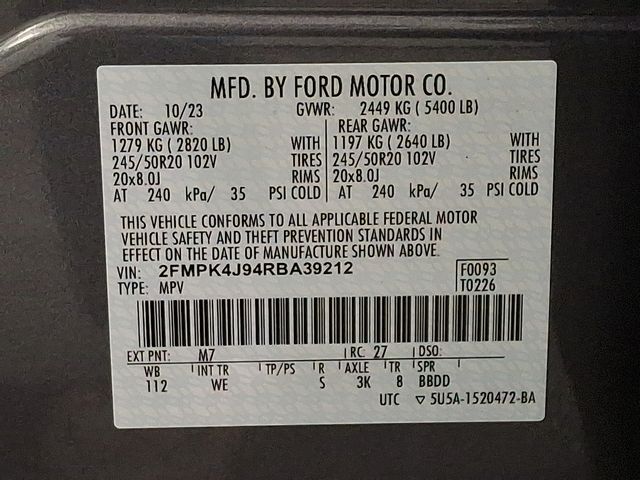 MFD. BY FORD MOTOR CO.
DATE: 10/23 GVWR: 2449 KG ( 5400 LB)
FRONT GAWR: REAR GAWR:
1279 KG ( 2820 LB) WITH 1197 KG ( 2640 LB) WITH
245/50R20 102V TIRES 245/50R20 102V TIRES
20x8.0J RIMS 20x8.0J RIMS
AT 240 kPa/ 35 PSI COLD AT 240 kPa/ 35 PSI COLD
THIS VEHICLE CONFORMS TO ALL APPLICABLE FEDERAL MOTOR
VEHICLE SAFETY AND THEFT PREVENTION STANDARDS IN
EFFECT ON THE DATE OF MANUFACTURE SHOWN ABOVE.
VIN: 2FMPK4J94RBA39212 F0093
TYPE: MPV T0226
EXT PNT: M7 RC: 27 DSO:
WB INT TR TP/PS R AXLE TR SPR
112 WE S 3K 8 BBDD
UTC ▽ 5U5A-1520472-BA